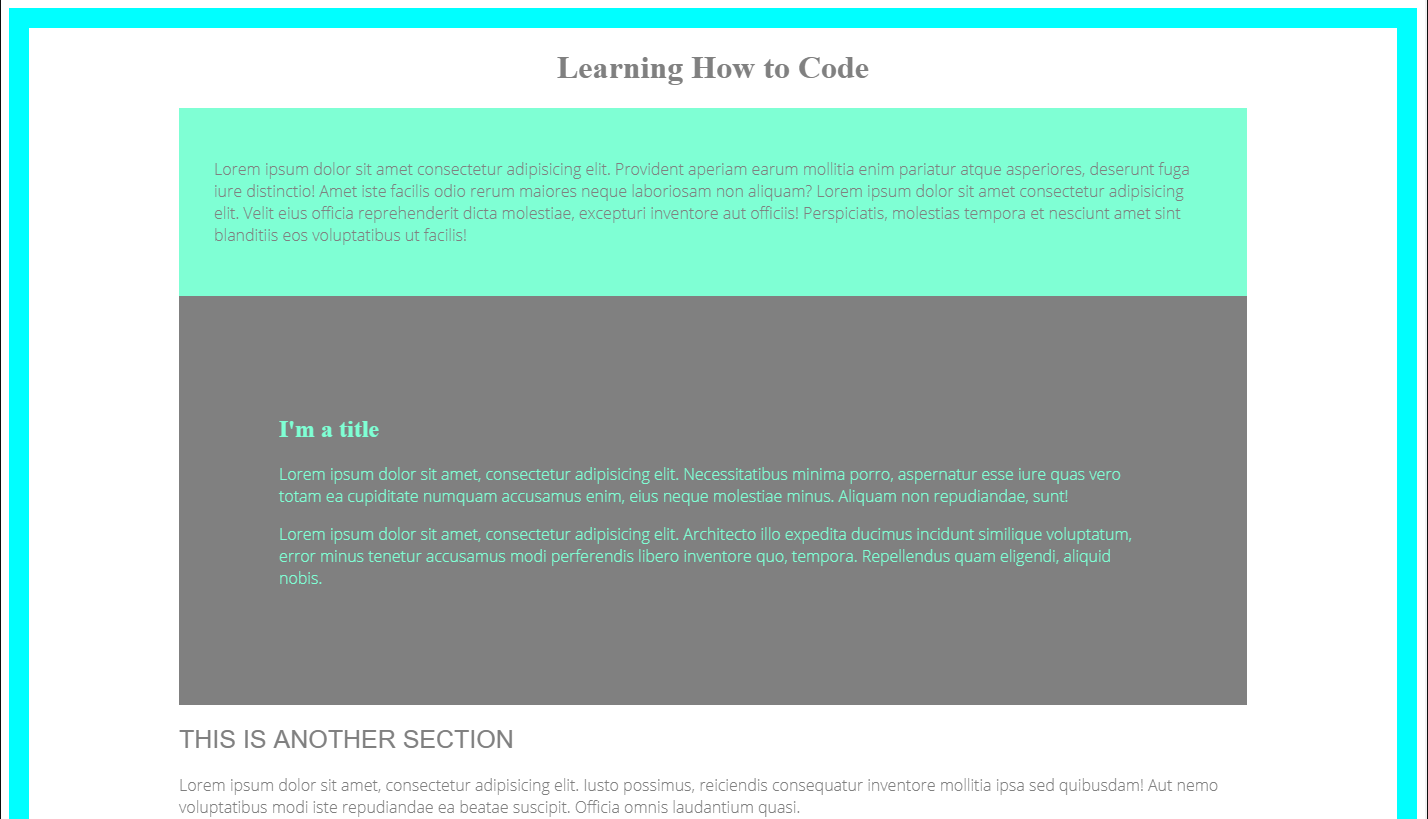 Learning How to Code
Lorem ipsum dolor sit amet consectetur adipisicing elit. Provident aperiam earum mollitia enim pariatur atque asperiores, deserunt fuga
iure distinctio! Amet iste facilis odio rerum maiores neque laboriosam non aliquam? Lorem ipsum dolor sit amet consectetur adipisicing
elit. Velit eius officia reprehenderit dicta molestiae, excepturi inventore aut officiis! Perspiciatis, molestias tempora et nesciunt amet sint
blanditiis eos voluptatibus ut facilis!
I'm a title
Lorem ipsum dolor sit amet, consectetur adipisicing elit. Necessitatibus minima porro, aspernatur esse iure quas vero
totam ea cupiditate numquam accusamus enim, eius neque molestiae minus. Aliquam non repudiandae, sunt!
Lorem ipsum dolor sit amet, consectetur adipisicing elit. Architecto illo expedita ducimus incidunt similique voluptatum,
error minus tenetur accusamus modi perferendis libero inventore quo, tempora. Repellendus quam eligendi, aliquid
nobis.
THIS IS ANOTHER SECTION
Lorem ipsum dolor sit amet, consectetur adipisicing elit. Iusto possimus, reiciendis consequatur inventore mollitia ipsa sed quibusdam! Aut nemo
voluptatibus modi iste repudiandae ea beatae suscipit. Officia omnis laudantium quasi.